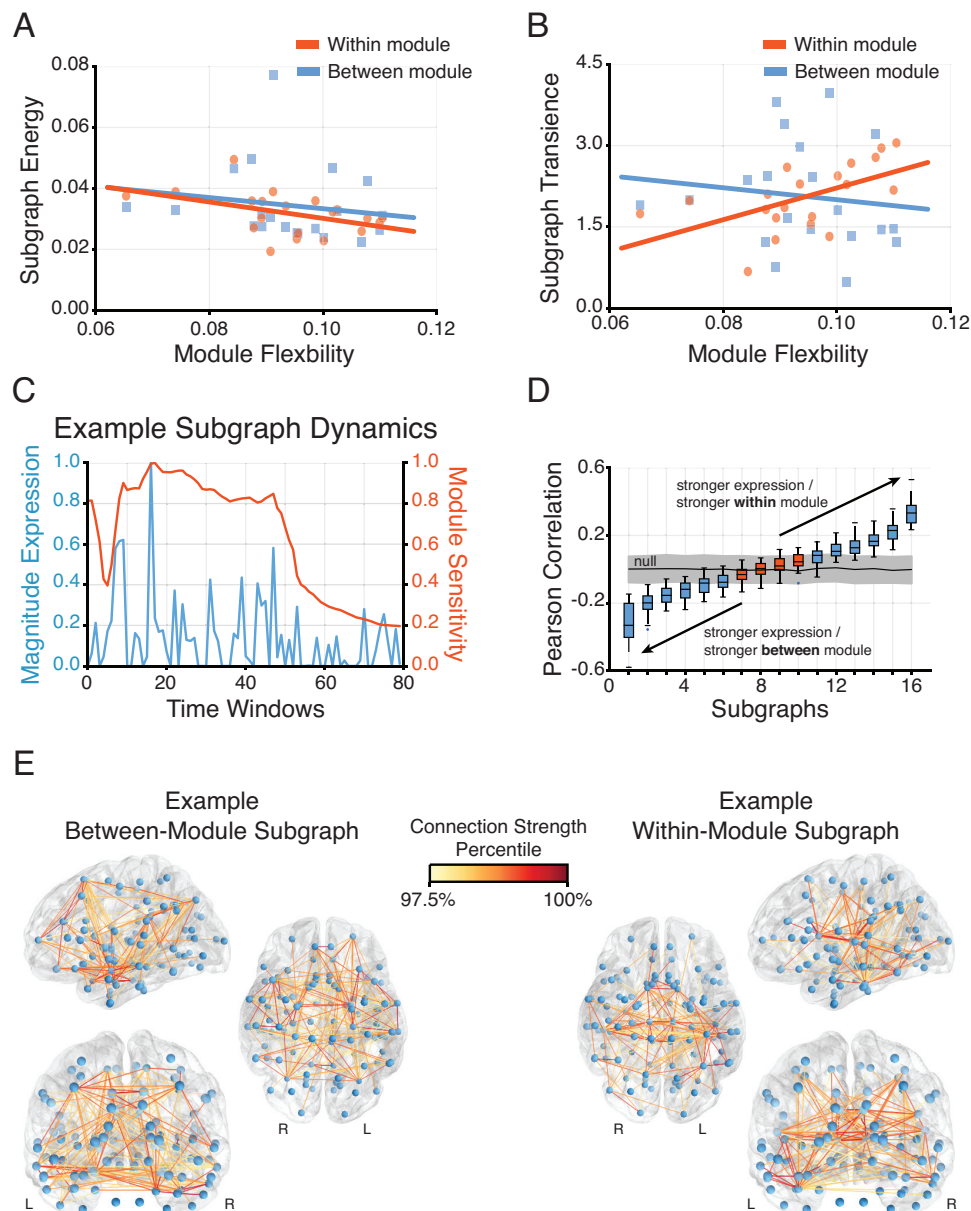 A
Within module
Between module
Subgraph Energy
0.08
0.06
0.04
0.02
0.00
0.06
0.08
0.10
0.12
Module Flexbility
B
Within module
Between module
Subgraph Transience
4.5
3.0
1.5
0.0
0.06
0.08
0.10
0.12
Module Flexbility
C
Example Subgraph Dynamics
Magnitude Expression
1.0
0.8
0.6
0.4
0.2
0.0
Module Sensitivity
1.0
0.8
0.6
0.4
0.2
0.0
0
20
40
60
80
Time Windows
D
Pearson Correlation
0.6
0.2
-0.2
-0.6
stronger expression /
stronger within module
null
stronger expression /
stronger between module
4
8
12
16
Subgraphs
E
Example
Between-Module Subgraph
Connection Strength
Percentile
97.5%
100%
Example
Within-Module Subgraph
R
L
R
L
L
R
L
R